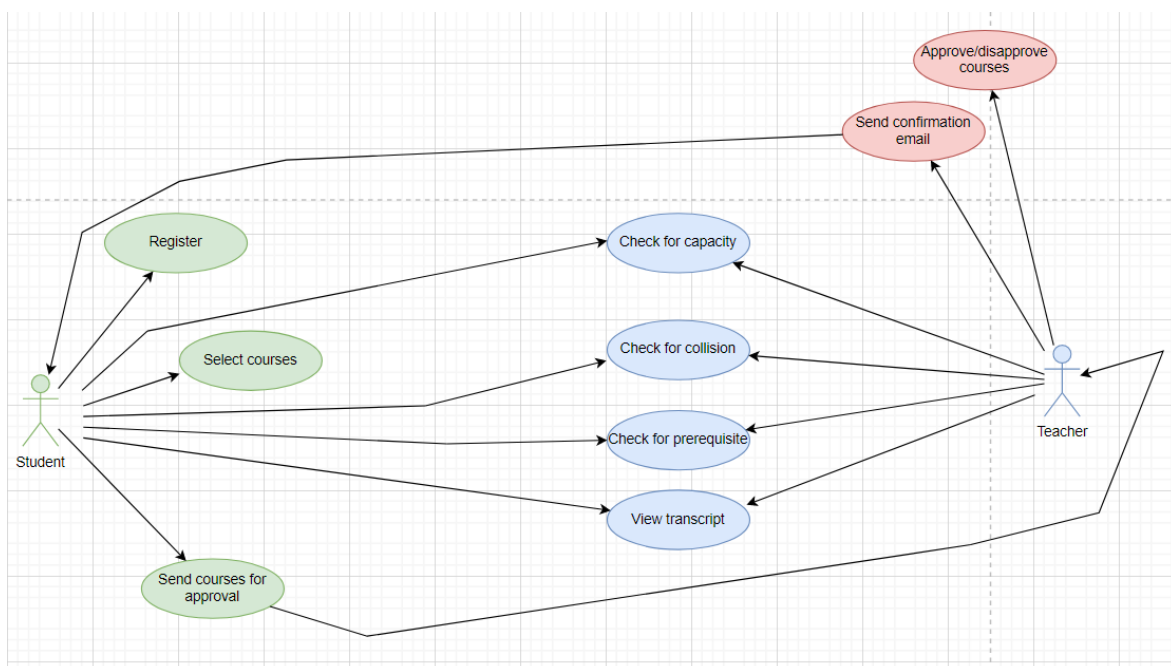 Approve/disapprove
courses
Send confirmation
email
Register
Check for capacity
Select courses
Check for collision
Student
Check for prerequisite
Teacher
View transcript
Send courses for
approval